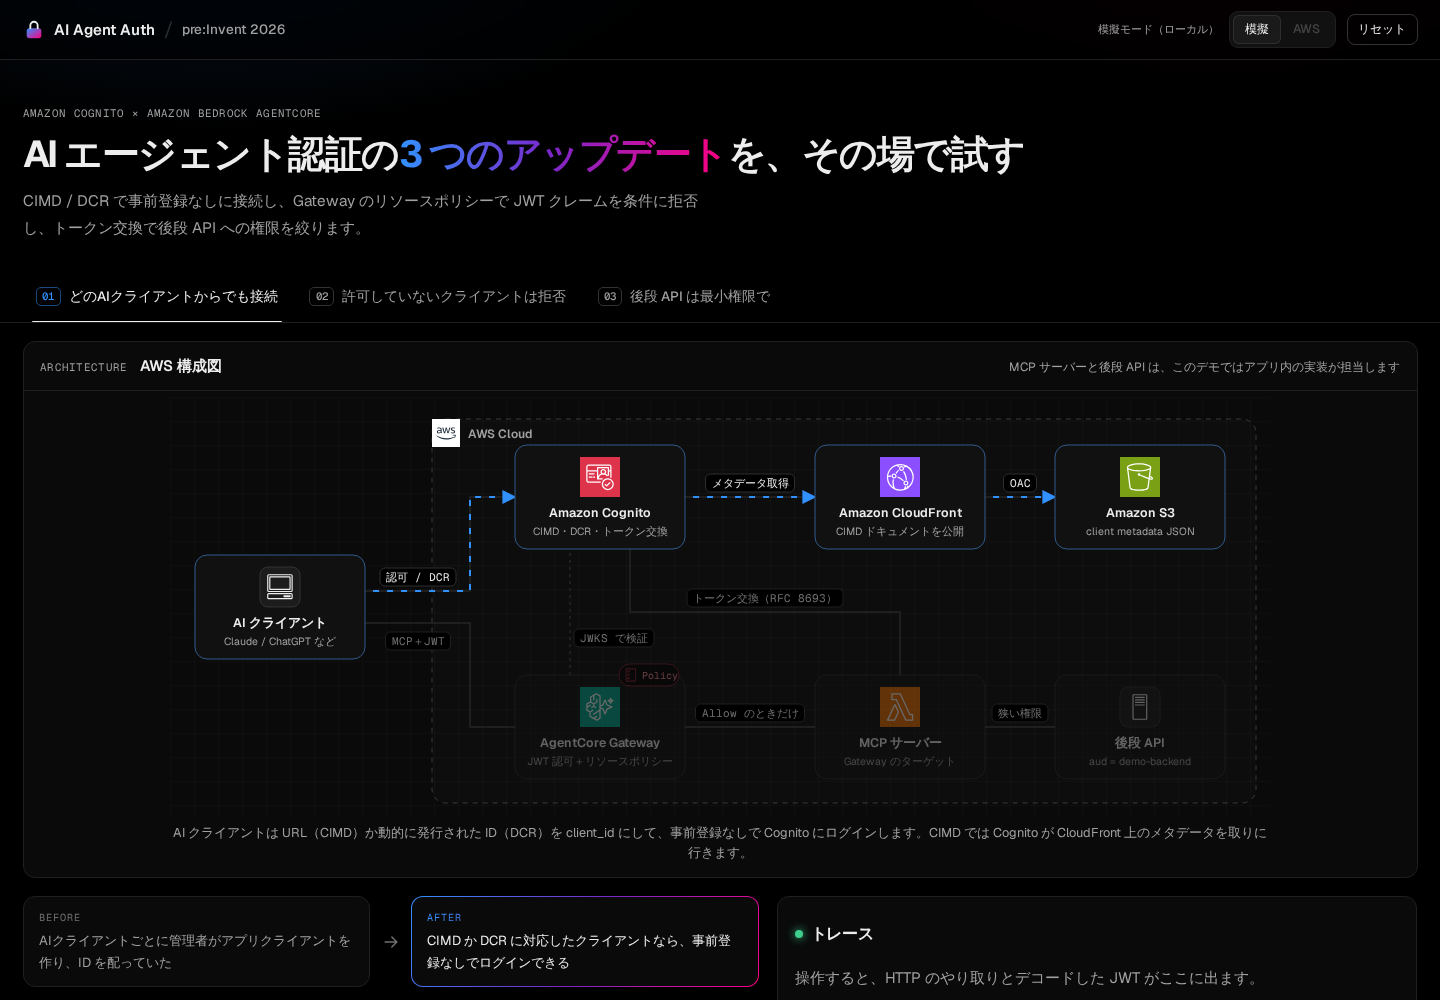 AI Agent Auth / pre:Invent 2026
模擬モード（ローカル） 模擬 AWS リセット
AMAZON COGNITO × AMAZON BEDROCK AGENTCORE
AI エージェント認証の3 つのアップデートを、その場で試す
CIMD / DCR で事前登録なしに接続し、Gateway のリソースポリシーで JWT クレームを条件に拒否
し、トークン交換で後段 API への権限を絞ります。
01 どのAIクライアントからでも接続 02 許可していないクライアントは拒否 03 後段 API は最小権限で
ARCHITECTURE AWS 構成図 MCP サーバーと後段 API は、このデモではアプリ内の実装が担当します
aws AWS Cloud
Amazon Cognito
CIMD・DCR・トークン交換
メタデータ取得
Amazon CloudFront
CIMD ドキュメントを公開
OAC
Amazon S3
client metadata JSON
認可 / DCR
AI クライアント
Claude / ChatGPT など
MCP＋JWT
トークン交換（RFC 8693）
JWKS で検証
Policy
AgentCore Gateway
JWT 認可＋リソースポリシー
Allow のときだけ
MCP サーバー
Gateway のターゲット
狭い権限
後段 API
aud = demo-backend
AI クライアントは URL（CIMD）か動的に発行された ID（DCR）を client_id にして、事前登録なしで Cognito にログインします。CIMD では Cognito が CloudFront 上のメタデータを取りに
行きます。
BEFORE
AIクライアントごとに管理者がアプリクライアントを
作り、ID を配っていた
→
AFTER
CIMD か DCR に対応したクライアントなら、事前登
録なしでログインできる
トレース
操作すると、HTTP のやり取りとデコードした JWT がここに出ます。